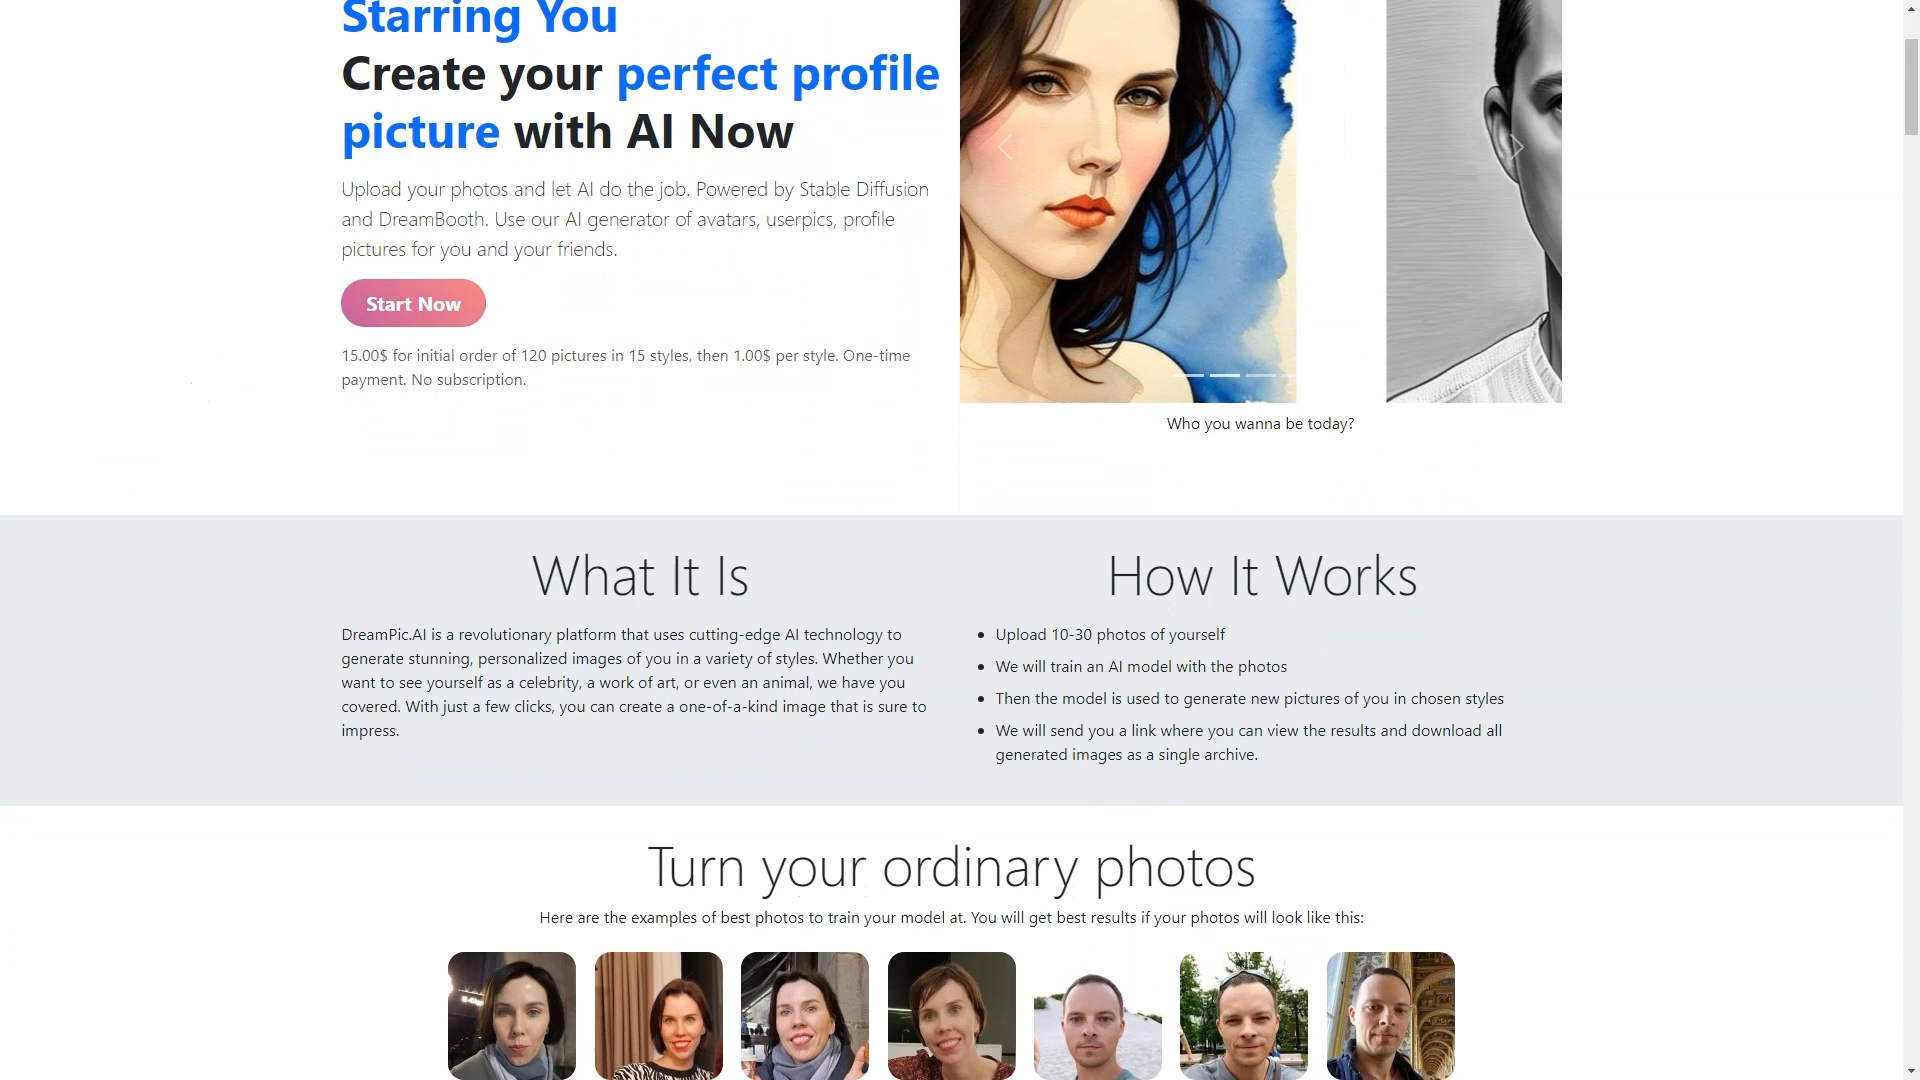 Starring You
Create your perfect profile
picture with AI Now
Upload your photos and let AI do the job. Powered by Stable Diffusion
and DreamBooth. Use our AI generator of avatars, userpics, profile
pictures for you and your friends.
Start Now
15.00$ for initial order of 120 pictures in 15 styles, then 1.00$ per style. One-time
payment. No subscription.
Who you wanna be today?
What It Is
DreamPic.AI is a revolutionary platform that uses cutting-edge AI technology to
generate stunning, personalized images of you in a variety of styles. Whether you
want to see yourself as a celebrity, a work of art, or even an animal, we have you
covered. With just a few clicks, you can create a one-of-a-kind image that is sure to
impress.
How It Works
Upload 10-30 photos of yourself
We will train an AI model with the photos
Then the model is used to generate new pictures of you in chosen styles
We will send you a link where you can view the results and download all
generated images as a single archive.
Turn your ordinary photos
Here are the examples of best photos to train your model at. You will get best results if your photos will look like this: